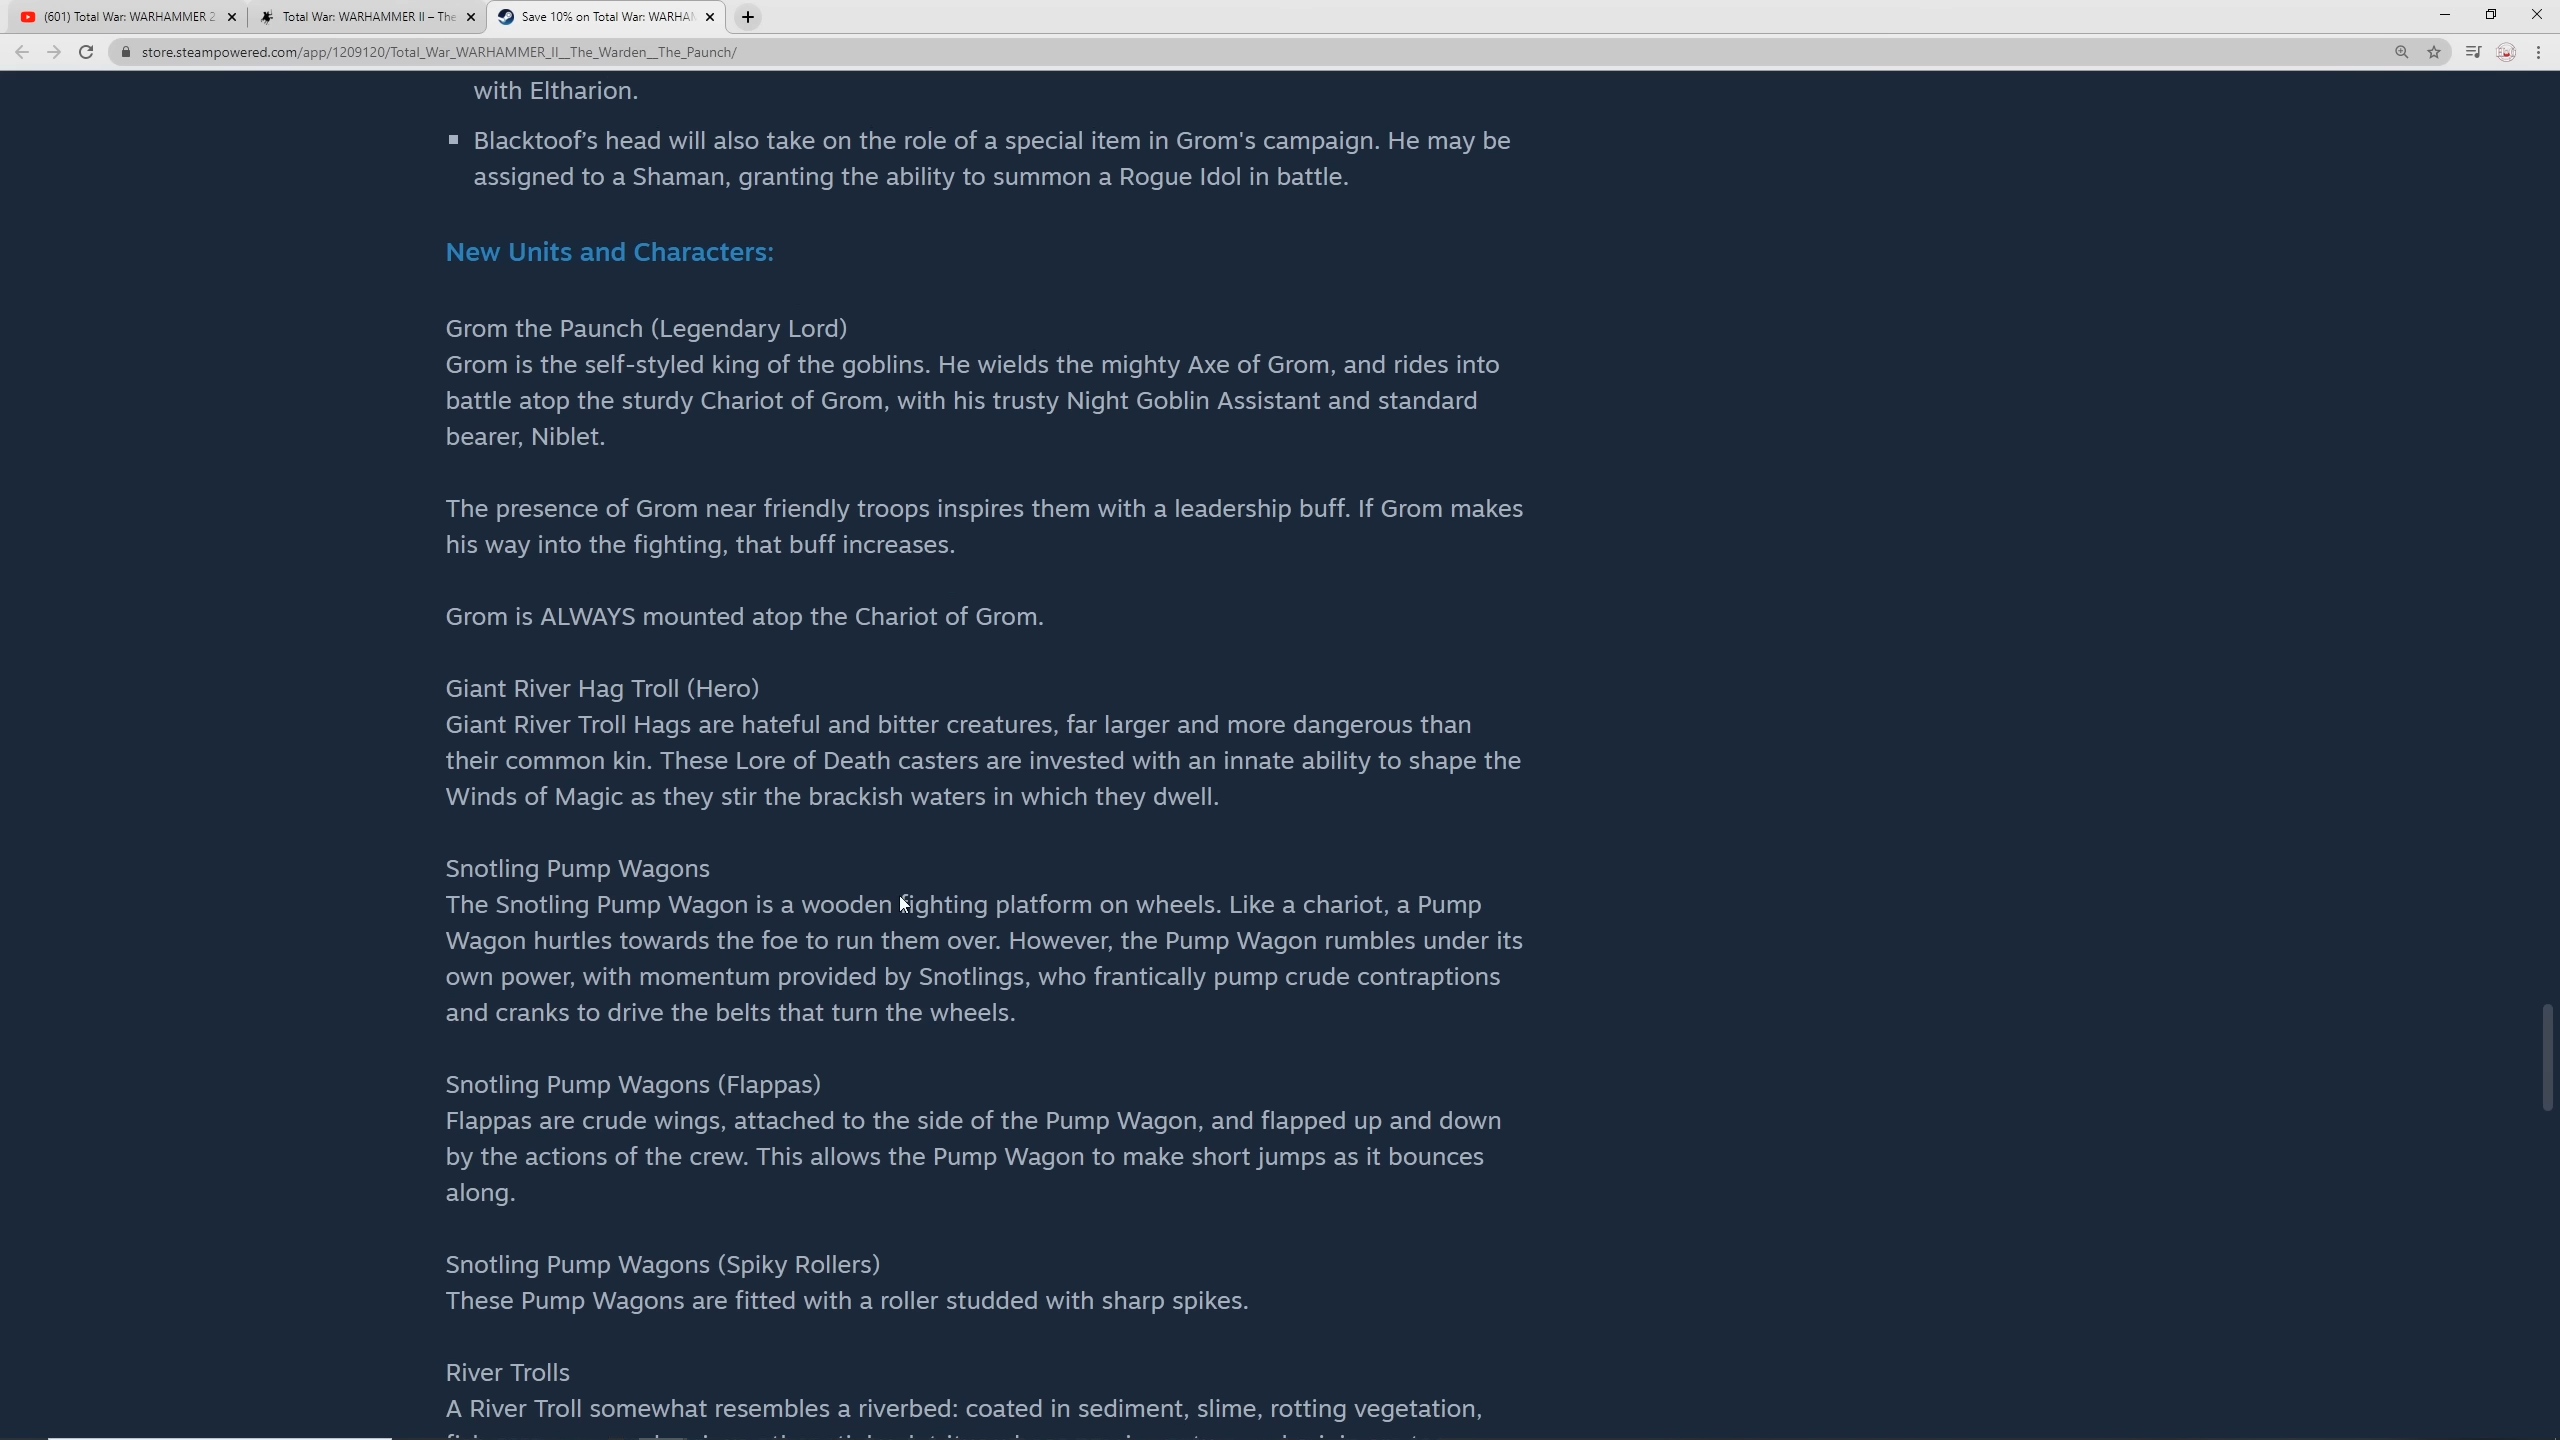 (601) Total War: WARHAMMER 2
Total War: WARHAMMER II – The
Save 10% on Total War: WARHAM
store.steampowered.com/app/1209120/Total_War_WARHAMMER_II__The_Warden__The_Paunch/
with Eltharion.
Blacktoof’s head will also take on the role of a special item in Grom's campaign. He may be
assigned to a Shaman, granting the ability to summon a Rogue Idol in battle.
New Units and Characters:
Grom the Paunch (Legendary Lord)
Grom is the self-styled king of the goblins. He wields the mighty Axe of Grom, and rides into
battle atop the sturdy Chariot of Grom, with his trusty Night Goblin Assistant and standard
bearer, Niblet.
The presence of Grom near friendly troops inspires them with a leadership buff. If Grom makes
his way into the fighting, that buff increases.
Grom is ALWAYS mounted atop the Chariot of Grom.
Giant River Hag Troll (Hero)
Giant River Troll Hags are hateful and bitter creatures, far larger and more dangerous than
their common kin. These Lore of Death casters are invested with an innate ability to shape the
Winds of Magic as they stir the brackish waters in which they dwell.
Snotling Pump Wagons
The Snotling Pump Wagon is a wooden fighting platform on wheels. Like a chariot, a Pump
Wagon hurtles towards the foe to run them over. However, the Pump Wagon rumbles under its
own power, with momentum provided by Snotlings, who frantically pump crude contraptions
and cranks to drive the belts that turn the wheels.
Snotling Pump Wagons (Flappas)
Flappas are crude wings, attached to the side of the Pump Wagon, and flapped up and down
by the actions of the crew. This allows the Pump Wagon to make short jumps as it bounces
along.
Snotling Pump Wagons (Spiky Rollers)
These Pump Wagons are fitted with a roller studded with sharp spikes.
River Trolls
A River Troll somewhat resembles a riverbed: coated in sediment, slime, rotting vegetation,